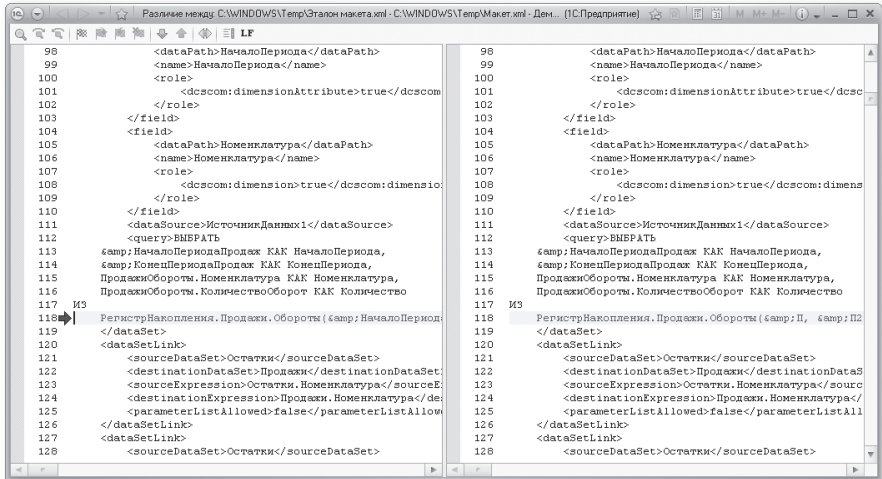 Различие между: C:\WINDOWS\Temp\Эталон макета.xml - C:\WINDOWS\Temp\Макет.xml - Дем... (1С:Предприятие) M M+ M-
LF
98 <dataPath>НачалоПериода</dataPath>
99 <name>НачалоПериода</name>
100 <role>
101 <dcscom:dimensionAttribute>true</dcscom
102 </role>
103 </field>
104 <field>
105 <dataPath>Номенклатура</dataPath>
106 <name>Номенклатура</name>
107 <role>
108 <dcscom:dimension>true</dcscom:dimensio
109 </role>
110 </field>
111 <dataSource>ИсточникДанных1</dataSource>
112 <query>ВЫБРАТЬ
113 &amp;НачалоПериодаПродаж КАК НачалоПериода,
114 &amp;КонецПериодаПродаж КАК КонецПериода,
115 ПродажиОбороты.Номенклатура КАК Номенклатура,
116 ПродажиОбороты.КоличествоОборот КАК Количество
117 ИЗ
118 РегистрНакопления.Продажи.Обороты(&amp;НачалоПериод
119 </dataSet>
120 <dataSetLink>
121 <sourceDataSet>Остатки</sourceDataSet>
122 <destinationDataSet>Продажи</destinationDataSet
123 <sourceExpression>Остатки.Номенклатура</sourceE
124 <destinationExpression>Продажи.Номенклатура</de
125 <parameterListAllowed>false</parameterListAllow
126 </dataSetLink>
127 <dataSetLink>
128 <sourceDataSet>Остатки</sourceDataSet>
98 <dataPath>НачалоПериода</dataPath>
99 <name>НачалоПериода</name>
100 <role>
101 <dcscom:dimensionAttribute>true</dcsc
102 </role>
103 </field>
104 <field>
105 <dataPath>Номенклатура</dataPath>
106 <name>Номенклатура</name>
107 <role>
108 <dcscom:dimension>true</dcscom:dimens
109 </role>
110 </field>
111 <dataSource>ИсточникДанных1</dataSource>
112 <query>ВЫБРАТЬ
113 &amp;НачалоПериодаПродаж КАК НачалоПериода,
114 &amp;КонецПериодаПродаж КАК КонецПериода,
115 ПродажиОбороты.Номенклатура КАК Номенклатура,
116 ПродажиОбороты.КоличествоОборот КАК Количество
117 ИЗ
118 РегистрНакопления.Продажи.Обороты(&amp;П, &amp;П2
119 </dataSet>
120 <dataSetLink>
121 <sourceDataSet>Остатки</sourceDataSet>
122 <destinationDataSet>Продажи</destinationDataS
123 <sourceExpression>Остатки.Номенклатура</sourc
124 <destinationExpression>Продажи.Номенклатура</
125 <parameterListAllowed>false</parameterListAll
126 </dataSetLink>
127 <dataSetLink>
128 <sourceDataSet>Остатки</sourceDataSet>